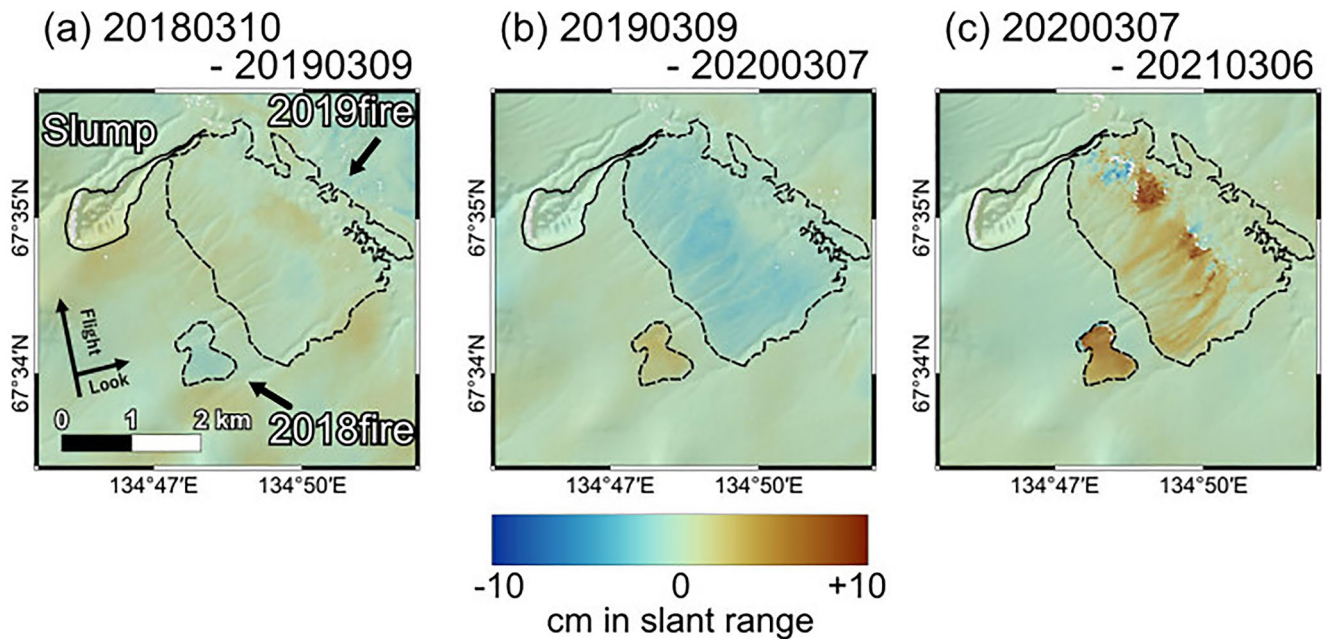 (a) 20180310
- 20190309
(b) 20190309
- 20200307
(c) 20200307
- 20210306
Slump
2019fire
67°35'N
67°34'N
Flight
Look
0 1 2 km
2018fire
134°47'E 134°50'E
67°35'N
67°34'N
134°47'E 134°50'E
67°35'N
67°34'N
134°47'E 134°50'E
-10 0 +10
cm in slant range